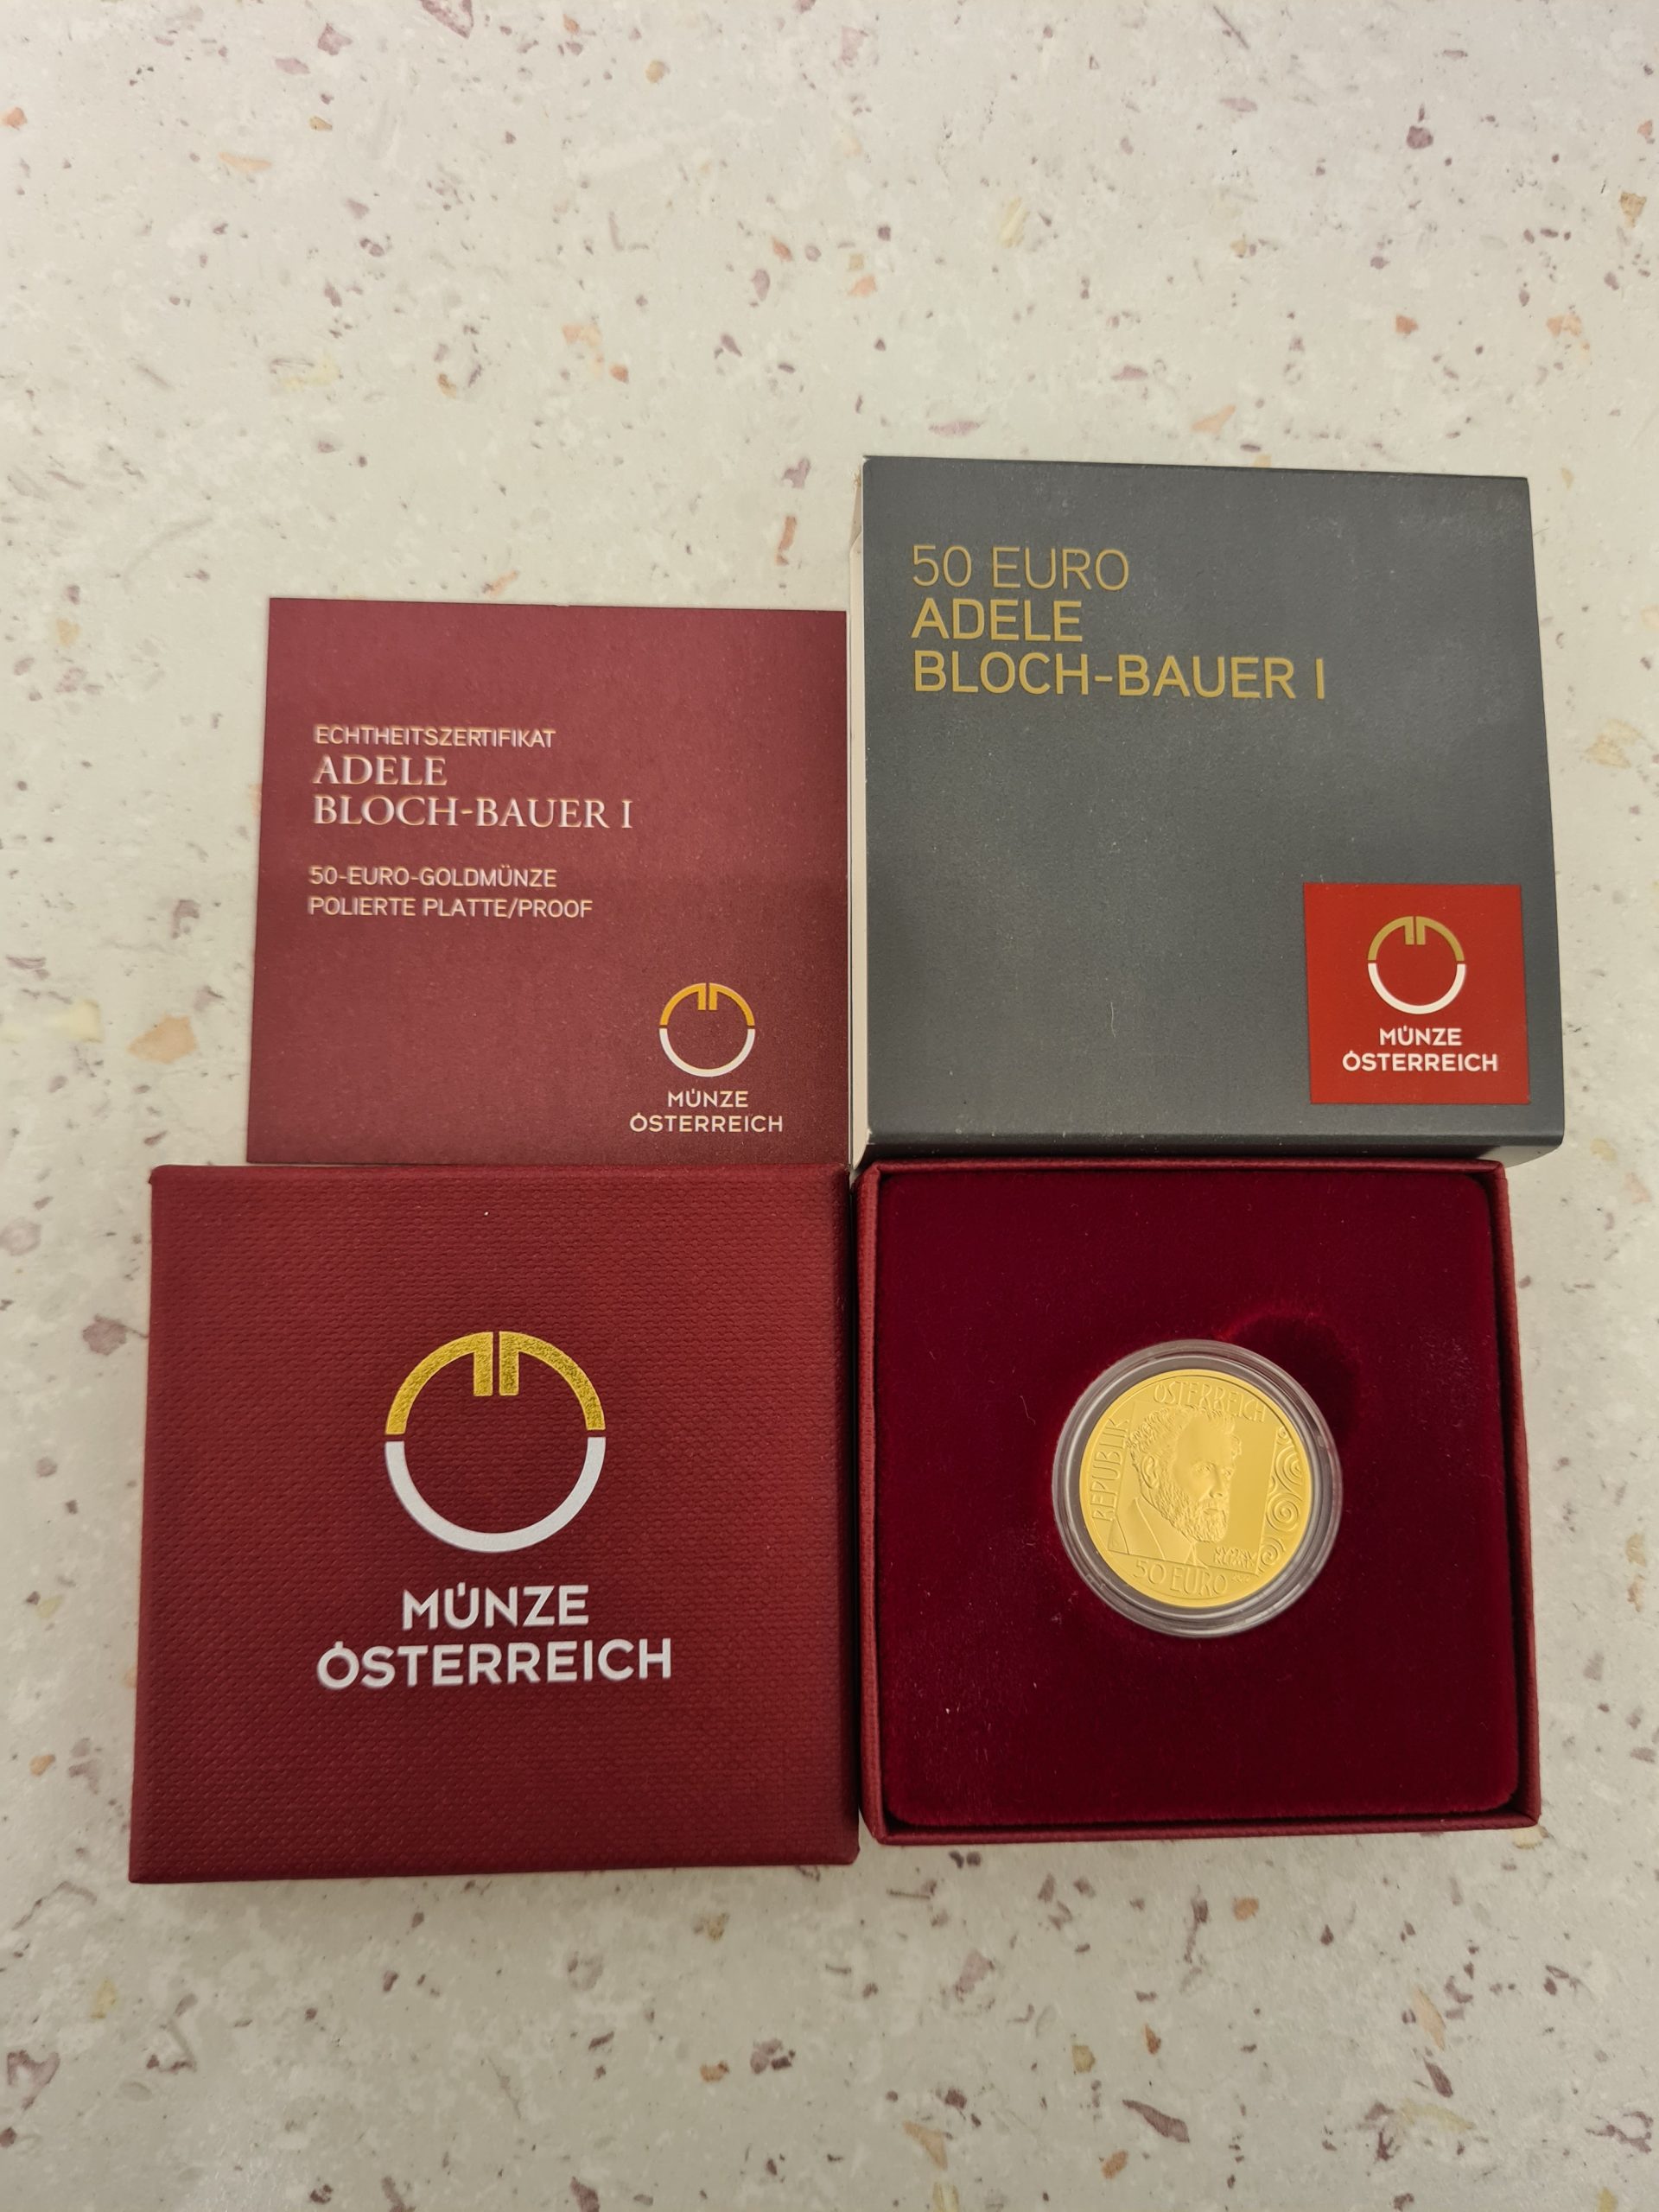 50 EURO
ADELE
BLOCH-BAUER I
MÜNZE
ÖSTERREICH
ECHTHEITSZERTIFIKAT
ADELE
BLOCH-BAUER I
50-EURO-GOLDMÜNZE
POLIERTE PLATTE/PROOF
MÜNZE
ÖSTERREICH
MÜNZE
ÖSTERREICH
REPUBLIK
ÖSTERREICH
50 EURO